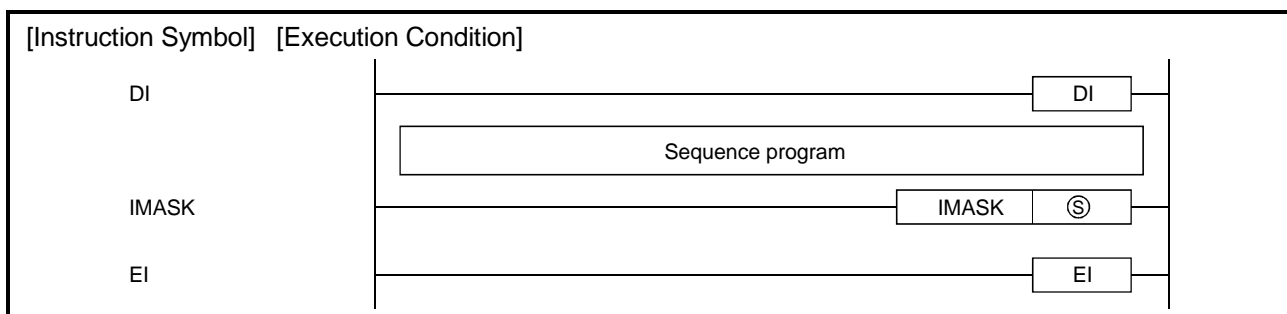 [Instruction Symbol] [Execution Condition]
DI DI
Sequence program
IMASK IMASK Ⓢ
EI EI